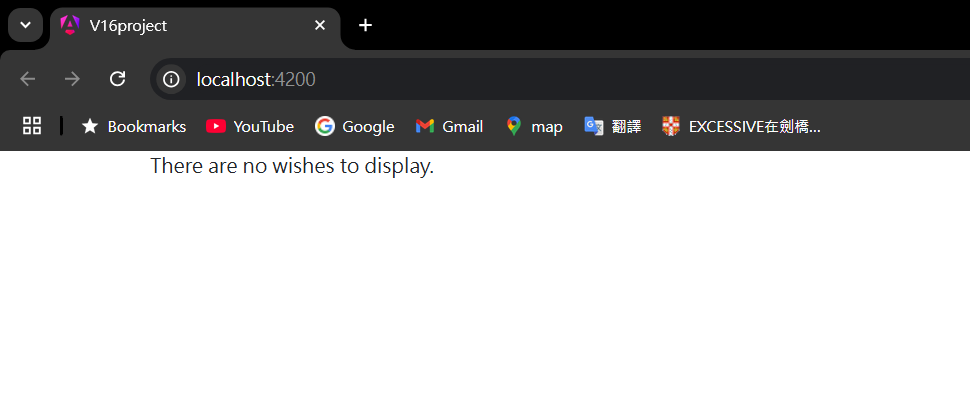 V16project
localhost:4200
Bookmarks YouTube Google Gmail map 翻譯 EXCESSIVE在劍橋...
There are no wishes to display.